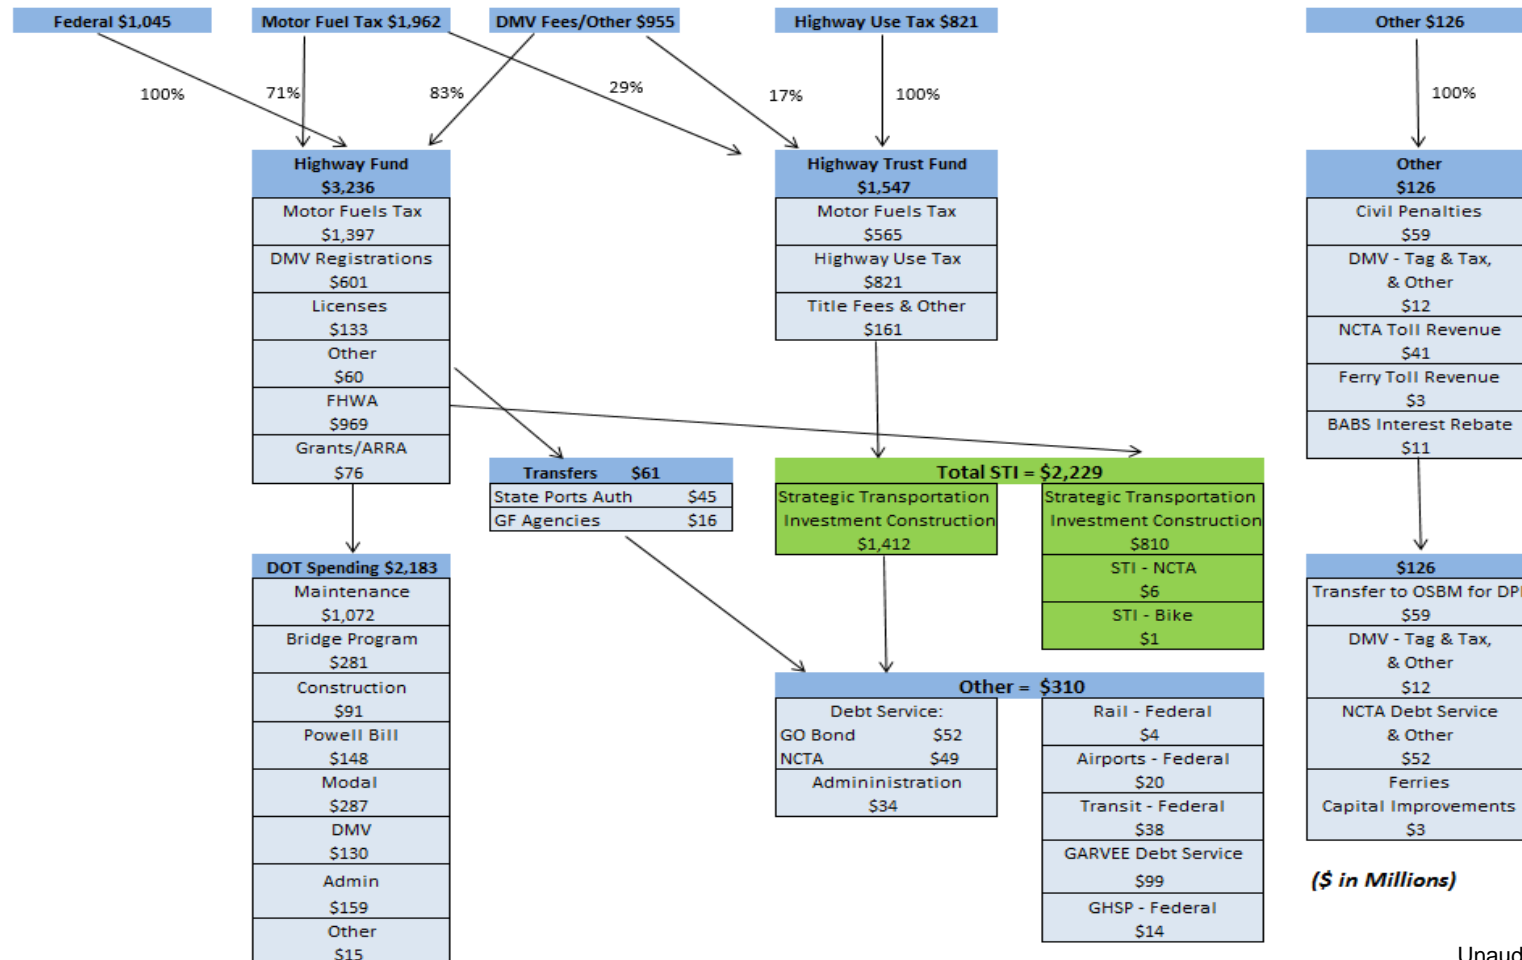 Federal $1,045
Motor Fuel Tax $1,962
DMV Fees/Other $955
Highway Use Tax $821
Other $126
100%
71%
83%
29%
17%
100%
100%
Highway Fund
$3,236
Motor Fuels Tax
$1,397
DMV Registrations
$601
Licenses
$133
Other
$60
FHWA
$969
Grants/ARRA
$76
Highway Trust Fund
$1,547
Motor Fuels Tax
$565
Highway Use Tax
$821
Title Fees & Other
$161
Other
$126
Civil Penalties
$59
DMV - Tag & Tax,
& Other
$12
NCTA Toll Revenue
$41
Ferry Toll Revenue
$3
BABS Interest Rebate
$11
Transfers $61
State Ports Auth $45
GF Agencies $16
Total STI = $2,229
Strategic Transportation
Investment Construction
$1,412
Strategic Transportation
Investment Construction
$810
STI - NCTA
$6
STI - Bike
$1
DOT Spending $2,183
Maintenance
$1,072
Bridge Program
$281
Construction
$91
Powell Bill
$148
Modal
$287
DMV
$130
Admin
$159
Other
$15
Other = $310
Debt Service:
GO Bond $52
NCTA $49
Admininistration
$34
Rail - Federal
$4
Airports - Federal
$20
Transit - Federal
$38
GARVEE Debt Service
$99
GHSP - Federal
$14
$126
Transfer to OSBM for DP
$59
DMV - Tag & Tax,
& Other
$12
NCTA Debt Service
& Other
$52
Ferries
Capital Improvements
$3
($ in Millions)
Unaud